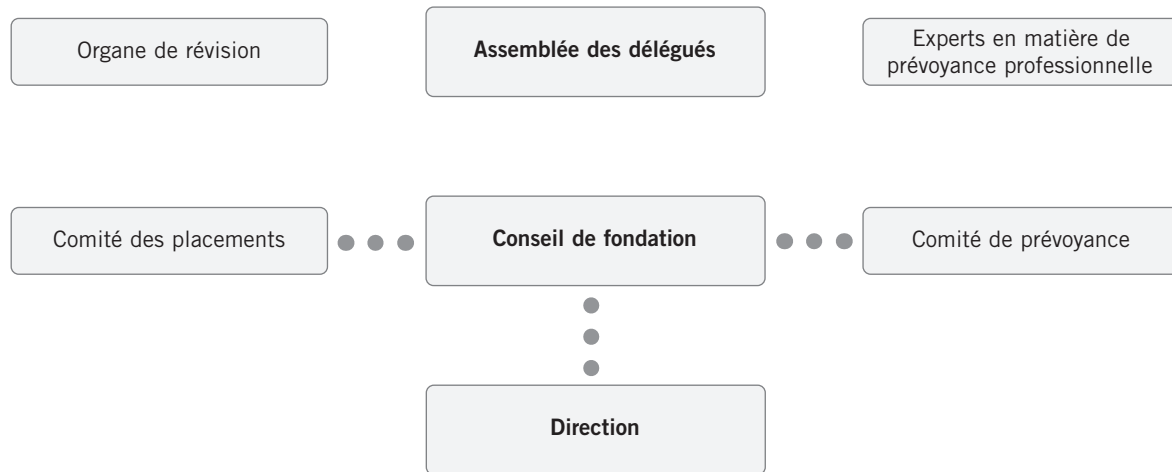 Organe de révision
Assemblée des délégués
Experts en matière de
prévoyance professionnelle
Comité des placements
Conseil de fondation
Comité de prévoyance
Direction